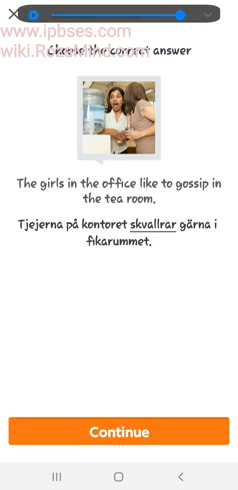 Choose the correct answer
www.ipbses.com
The girls in the office like to gossip in
the tea room.
Tjejerna på kontoret skvallrar gärna i
fikarummet.
Continue